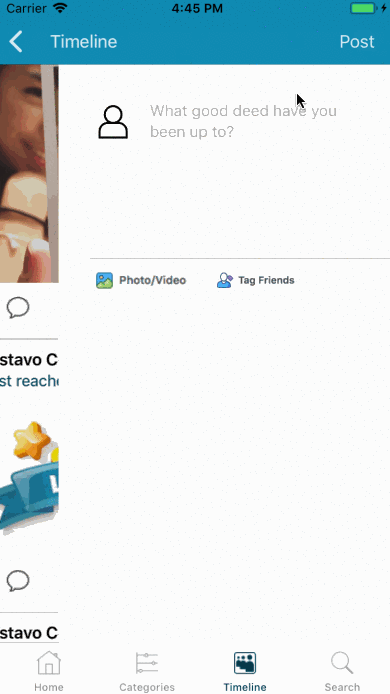 Carrier 4:45 PM
Timeline Post
What good deed have you
been up to?
Photo/Video Tag Friends
stavo C
st reache
stavo C
Home Categories Timeline Search